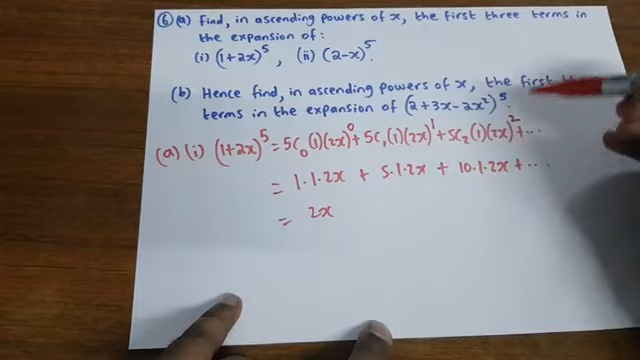 ⑥ (a) Find, in ascending powers of x, the first three terms in
the expansion of:
(i) (1+2x)⁵, (ii) (2-x)⁵.
(b) Hence find, in ascending powers of x, the first
terms in the expansion of (2+3x-2x²)⁵.
(a) (i) (1+2x)⁵ = 5C₀(1)(2x)⁰ + 5C₁(1)(2x)¹ + 5C₂(1)(2x)² + ...
= 1.1.2x + 5.1.2x + 10.1.2x + ...
= 2x